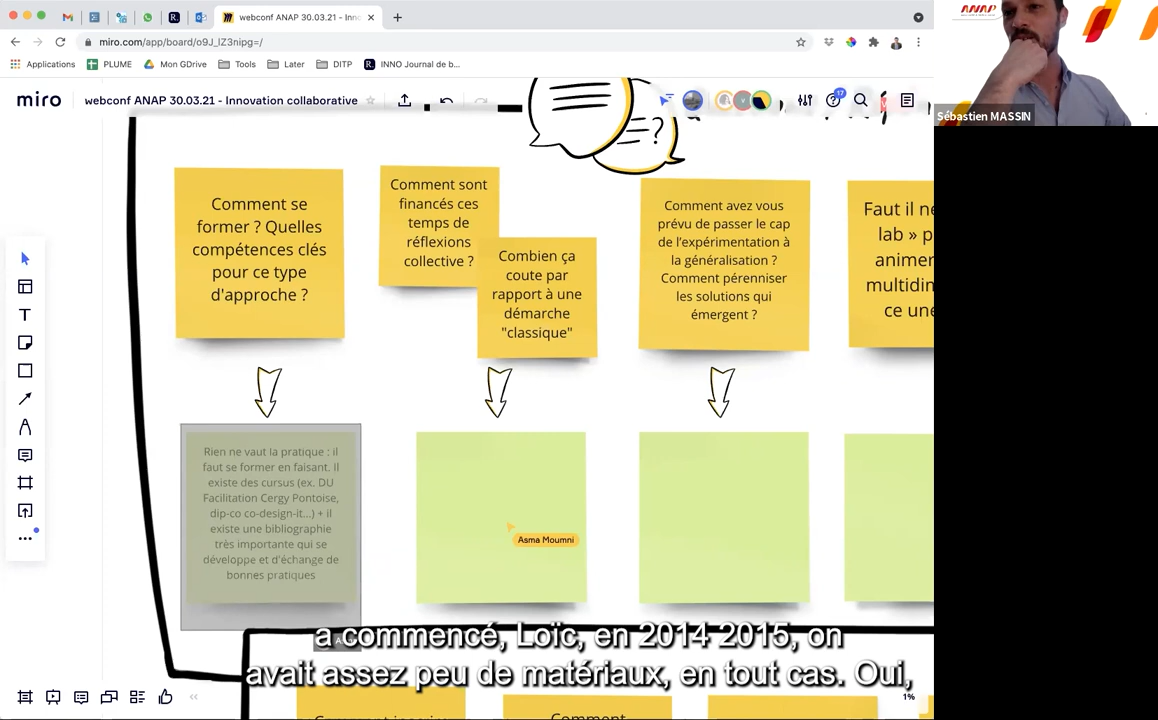 webconf ANAP 30.03.21 - Inno
miro.com/app/board/o9J_lZ3nipg=/
Applications
PLUME
Mon GDrive
Tools
Later
DITP
INNO Journal de b...
miro
webconf ANAP 30.03.21 - Innovation collaborative
17
ANAP
Sébastien MASSIN
Comment se
former ? Quelles
compétences clés
pour ce type
d'approche ?
Comment sont
financés ces
temps de
réflexions
collective ?
Combien ça
coute par
rapport à une
démarche
"classique"
Comment avez vous
prévu de passer le cap
de l'expérimentation à
la généralisation ?
Comment pérenniser
les solutions qui
émergent ?
Faut il ne
lab » p
animer
multidim
ce une
Rien ne vaut la pratique : il
faut se former en faisant. Il
existe des cursus (ex. DU
Facilitation Cergy Pontoise,
dip-co co-design-it...) + il
existe une bibliographie
très importante qui se
développe et d'échange de
bonnes pratiques
Asma Moumni
a commencé, Loïc, en 2014 2015, on
avait assez peu de matériaux, en tout cas. Oui,
1%
Comment